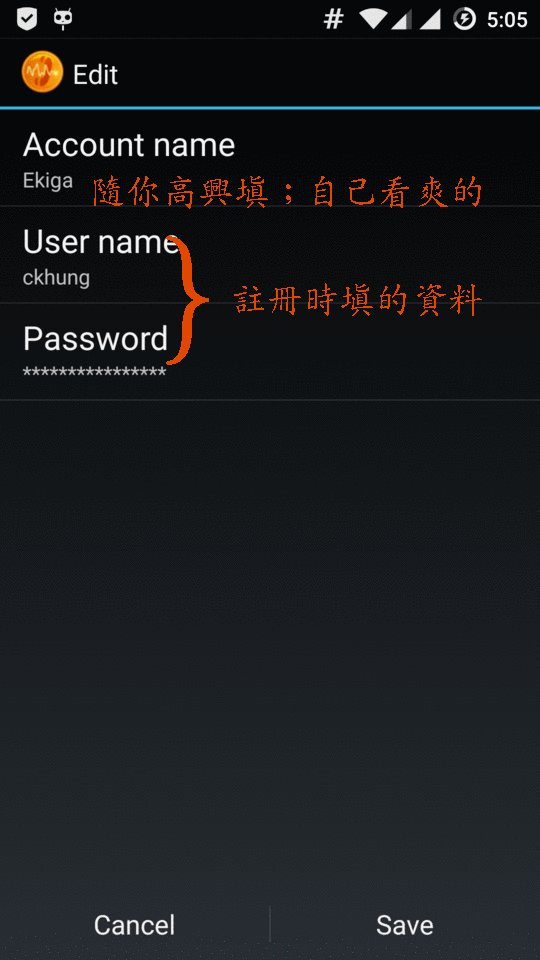 # 5:05
Edit
Account name
Ekiga
隨你高興填；自己看爽的
User name
ckhung
註冊時填的資料
Password
****************
Cancel Save